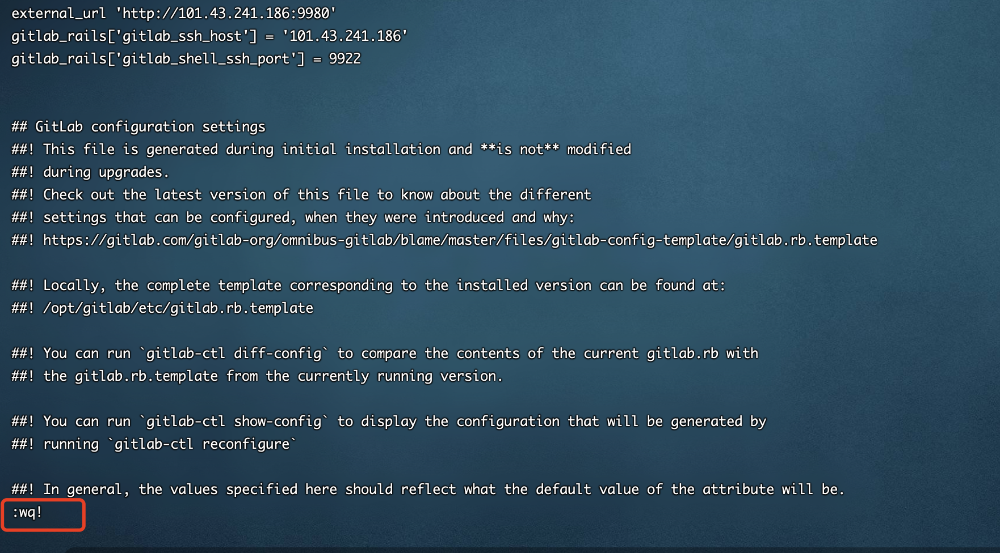 external_url 'http://101.43.241.186:9980'
gitlab_rails['gitlab_ssh_host'] = '101.43.241.186'
gitlab_rails['gitlab_shell_ssh_port'] = 9922
## GitLab configuration settings
##! This file is generated during initial installation and **is not** modified
##! during upgrades.
##! Check out the latest version of this file to know about the different
##! settings that can be configured, when they were introduced and why:
##! https://gitlab.com/gitlab-org/omnibus-gitlab/blame/master/files/gitlab-config-template/gitlab.rb.template
##! Locally, the complete template corresponding to the installed version can be found at:
##! /opt/gitlab/etc/gitlab.rb.template
##! You can run `gitlab-ctl diff-config` to compare the contents of the current gitlab.rb with
##! the gitlab.rb.template from the currently running version.
##! You can run `gitlab-ctl show-config` to display the configuration that will be generated by
##! running `gitlab-ctl reconfigure`
##! In general, the values specified here should reflect what the default value of the attribute will be.
:wq!